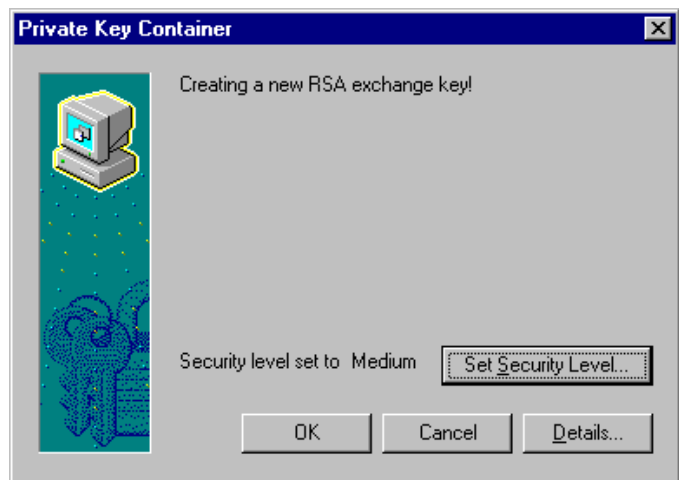 Private Key Container
Creating a new RSA exchange key!
Security level set to Medium
Set Security Level...
OK
Cancel
Details...